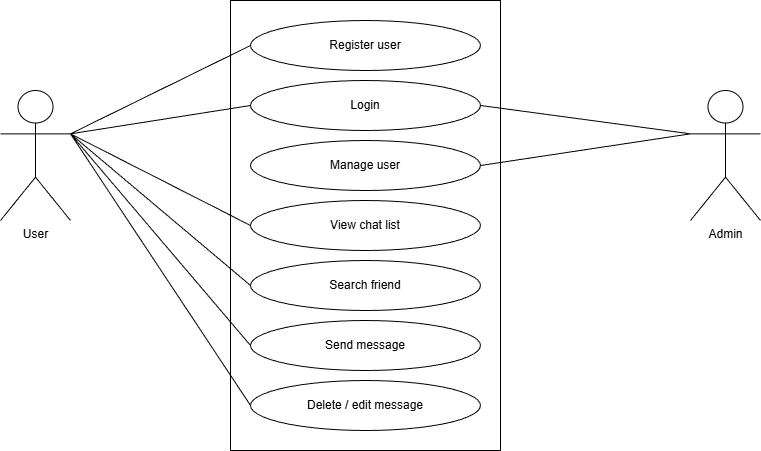 Register user
Login
Manage user
View chat list
Search friend
Send message
Delete / edit message
User
Admin